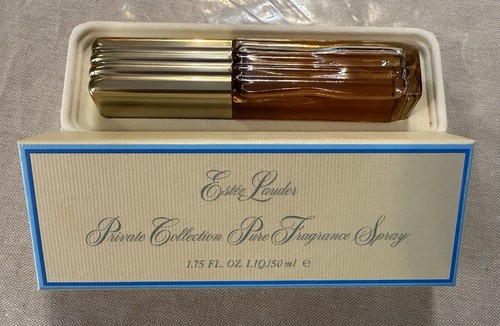 Estée Lauder
Private Collection Pure Fragrance Spray
1.75 FL. OZ. LIQ./50 ml ℮